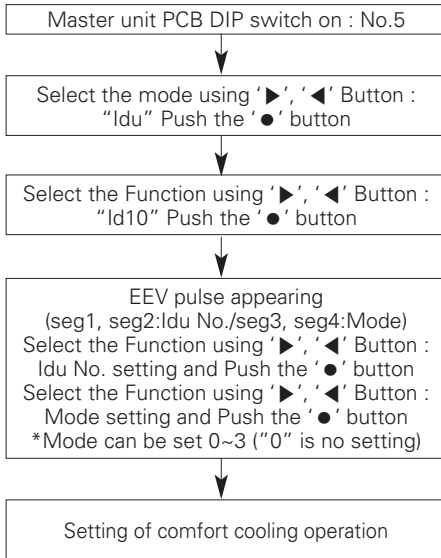 Master unit PCB DIP switch on : No.5
Select the mode using ‘▶’, ‘◀’ Button :
“Idu” Push the ‘●’ button
Select the Function using ‘▶’, ‘◀’ Button :
“Id10” Push the ‘●’ button
EEV pulse appearing
(seg1, seg2:Idu No./seg3, seg4:Mode)
Select the Function using ‘▶’, ‘◀’ Button :
Idu No. setting and Push the ‘●’ button
Select the Function using ‘▶’, ‘◀’ Button :
Mode setting and Push the ‘●’ button
*Mode can be set 0~3 ("0" is no setting)
Setting of comfort cooling operation